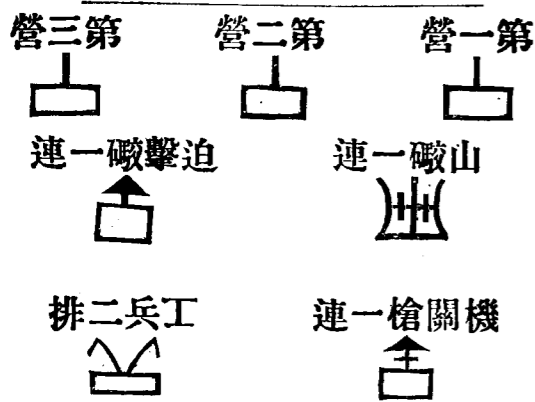 第一營
第二營
第三營
山礮一連
迫擊礮一連
機關槍一連
工兵二排